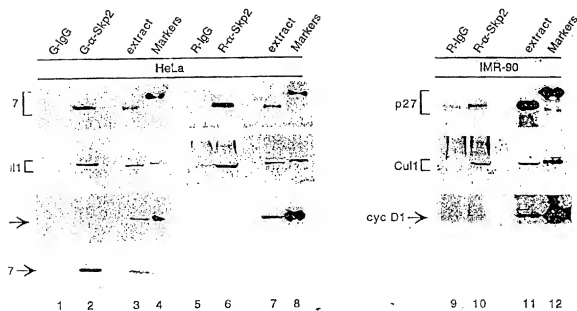 G-IgG G-α-Skp2 extract Markers R-IgG R-α-Skp2 extract Markers R-IgG R-α-Skp2 extract Markers
HeLa IMR-90
7 [ p27 [
il1 [ Cul1 [
→ cyc D1 →
7 →
1 2 3 4 5 6 7 8 9 10 11 12